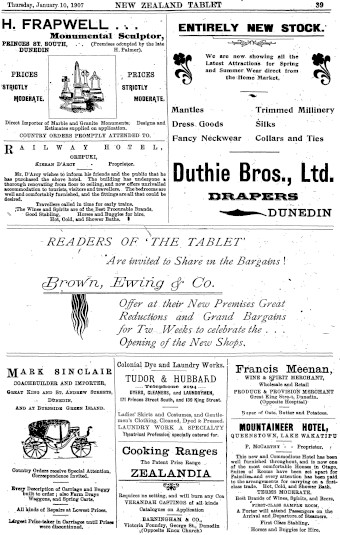 Thursday, January 10, 1907
NEW ZEALAND TABLET
39
H. FRAPWELL
Monumental Sculptor,
PRINCES ST. SOUTH,
DUNEDIN
(Premises occupied by the late
H. Palmer).
PRICES
STRICTLY
MODERATE.
PRICES
STRICTLY
MODERATE.
Direct Importer of Marble and Granite Monuments. Designs and
Estimates supplied on application.
COUNTRY ORDERS PROMPTLY ATTENDED TO.
RAILWAY HOTEL,
OREPUKI,
Proprietor.
Mr. D'Arcy wishes to inform his friends and the public that he
has purchased the above hotel. The building has undergone a
thorough renovating from floor to ceiling, and now offers unrivalled
accommodation to tourists, visitors and travellers. The bedrooms are
well and comfortably furnished, and the fixtures are all that could be
desired.
Travellers called in time for early trains.
The Wines and Spirits are of the Best Procurable Brands.
Good Stabling. Horses and Buggies for hire.
Hot, Cold, and Shower Baths.
ENTIRELY NEW STOCK.
We are now showing all the
Latest Attractions for Spring
and Summer Wear direct from
the Home Market.
Mantles
Trimmed Millinery
Dress Goods
Silks
Fancy Neckwear
Collars and Ties
Duthie Bros., Ltd.
DRAPERS
DUNEDIN
READERS OF 'THE TABLET'
Are invited to Share in the Bargains!
Brown, Ewing & Co.
Offer at their New Premises Great
Reductions and Grand Bargains
for Tw Weeks to celebrate the . . .
Opening of the New Shops.
MARK SINCLAIR
COACHBUILDER AND IMPORTER,
GREAT KING AND ST. ANDREW STREETS,
DUNEDIN,
AND AT DUNEDIN GREEN ISLAND.
Country Orders receive Special Attention.
Correspondence Invited.
Every Description of Carriage and Buggy
built to order; also Farm Drays
Waggons, and Spring Carts.
All kinds of Repairs at Lowest Prices.
Largest Prize-taker in Carriages until Prizes
were discontinued.
Colonial Dye and Laundry Works.
TUDOR & HUBBARD
DYERS, CLEANERS, and LAUNDRYMEN,
171 Princes Street South, and 195 King Street.
Ladies' Skirts and Costumes, and Gentle-
men's Clothing, Cleaned, Dyed & Pressed.
LAUNDRY WORK A SPECIALTY
Theatrical Profession specially catered for.
Cooking Ranges
The Patent Prize Range
ZEALANDIA
Requires no setting, and will burn any Coal
VERANDAH CASTINGS of all kinds
Catalogues on Application
BARNINGHAM & CO.,
Victoria Foundry, George St., Dunedin
(Opposite Knox Church)
Francis Meenan,
WINE & SPIRIT MERCHANT,
Wholesale and Retail
PRODUCE & PROVISION MERCHANT
Great King Street, Dunedin,
(Opposite Hospital)
Buyer of Oats, Butter and Potatoes.
MOUNTAINEER HOTEL,
QUEENSTOWN, LAKE WAKATIPU
P. McCARTHY - Proprietor.
This new and Commodious Hotel has been
well furnished throughout, and is now one
of the most comfortable Houses in Otago.
Suites of Rooms have been set apart for
Families, and every attention has been paid
to the arrangements for carrying on a first-
class trade. Hot, Cold, and Shower Bath.
TERMS MODERATE.
Best Brands of Wines, Spirits, and Beers.
FIRST-CLASS SAMPLE ROOM.
A Porter will attend Passengers on the
Arrival and Departure of Steamers.
First Class Stabling.
Horses and Buggies for Hire.